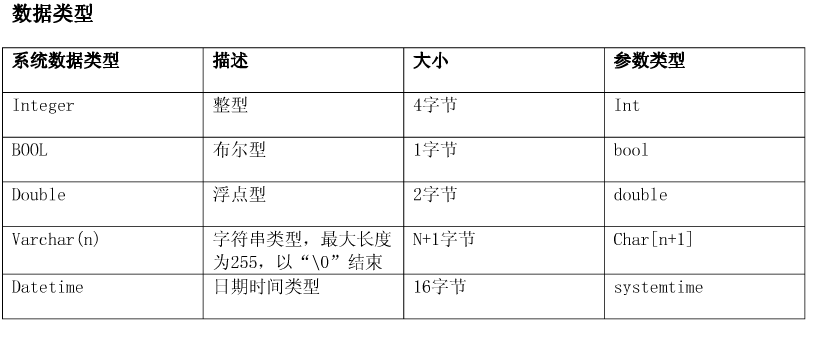 数据类型
系统数据类型 描述 大小 参数类型
Integer 整型 4字节 Int
BOOL 布尔型 1字节 bool
Double 浮点型 2字节 double
Varchar(n) 字符串类型，最大长度 N+1字节 Char[n+1]
为255，以“\0”结束
Datetime 日期时间类型 16字节 systemtime